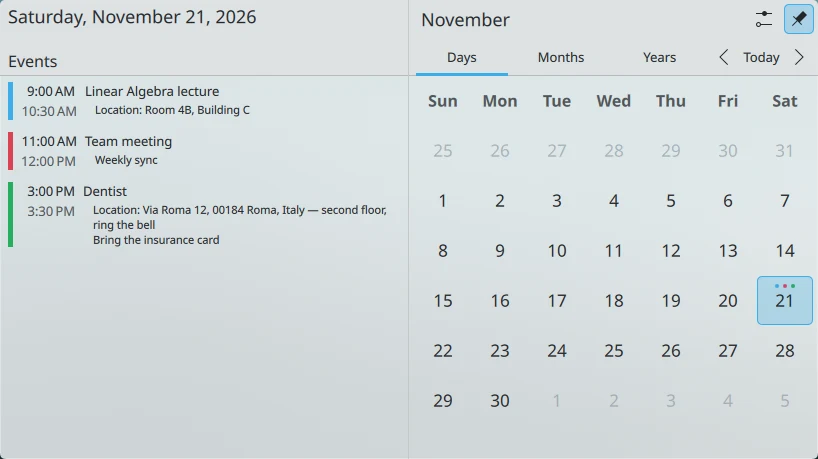 Saturday, November 21, 2026
Events
9:00 AM Linear Algebra lecture
10:30 AM Location: Room 4B, Building C
11:00 AM Team meeting
12:00 PM Weekly sync
3:00 PM Dentist
3:30 PM Location: Via Roma 12, 00184 Roma, Italy — second floor,
ring the bell
Bring the insurance card
November
Days Months Years Today
Sun Mon Tue Wed Thu Fri Sat
25 26 27 28 29 30 31
1 2 3 4 5 6 7
8 9 10 11 12 13 14
15 16 17 18 19 20 21
22 23 24 25 26 27 28
29 30 1 2 3 4 5